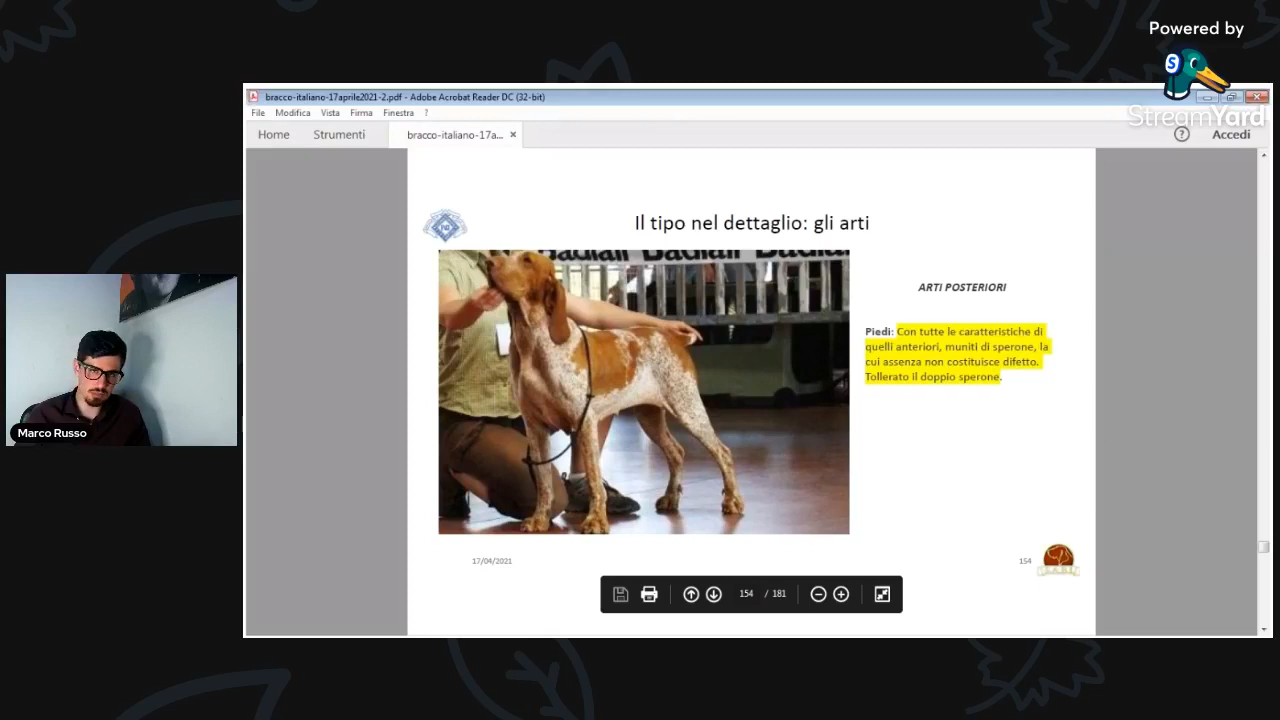 Powered by
StreamYard
bracco-italiano-17aprile2021-2.pdf - Adobe Acrobat Reader DC (32-bit)
File Modifica Vista Firma Finestra ?
Home Strumenti bracco-italiano-17a... × ? Accedi
Il tipo nel dettaglio: gli arti
Badiali Badiali Badiali
ARTI POSTERIORI
Piedi: Con tutte le caratteristiche di
quelli anteriori, muniti di sperone, la
cui assenza non costituisce difetto.
Tollerato il doppio sperone.
Marco Russo
17/04/2021
154
154 / 181